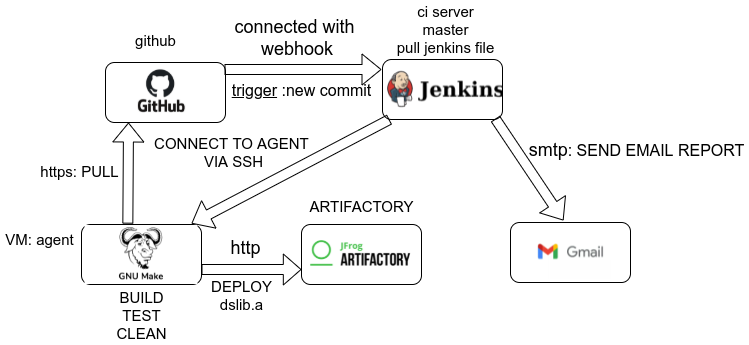 ci server
master
pull jenkins file
connected with
webhook
github
GitHub
trigger :new commit
Jenkins
CONNECT TO AGENT
VIA SSH
smtp: SEND EMAIL REPORT
https: PULL
ARTIFACTORY
VM: agent
GNU Make
http
JFrog
ARTIFACTORY
Gmail
DEPLOY
dslib.a
BUILD
TEST
CLEAN